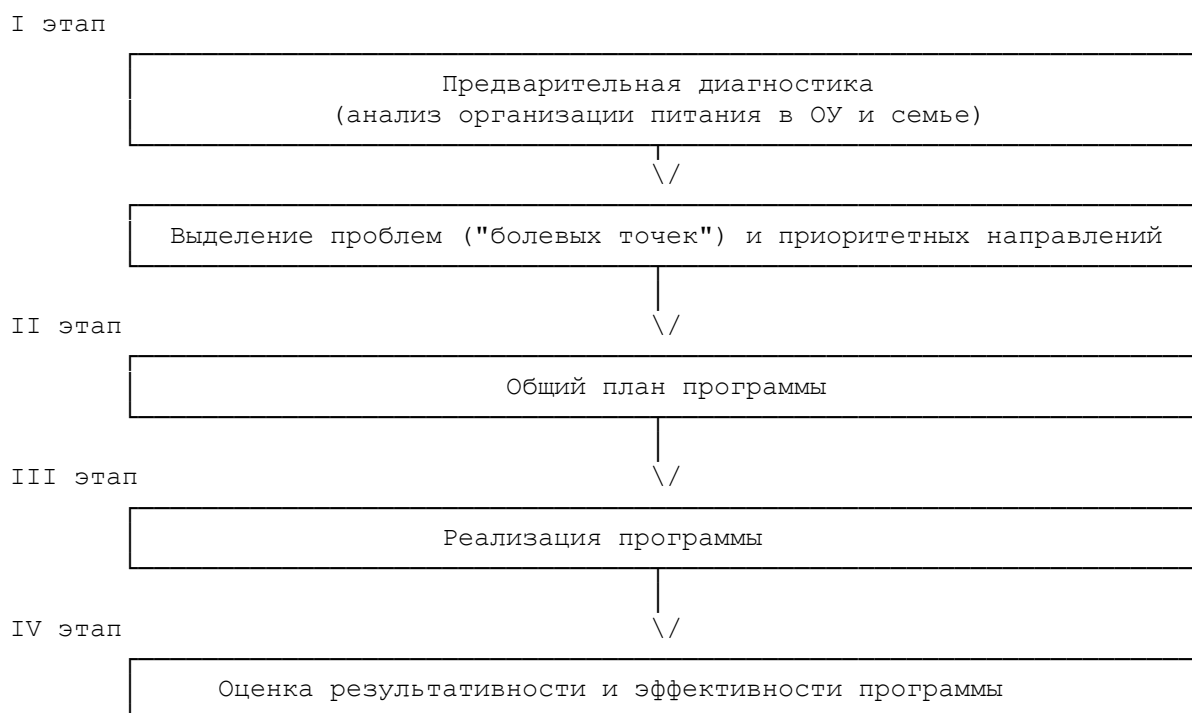 I этап
Предварительная диагностика
(анализ организации питания в ОУ и семье)
\/
Выделение проблем ("болевых точек") и приоритетных направлений
II этап
\/
Общий план программы
III этап
\/
Реализация программы
IV этап
\/
Оценка результативности и эффективности программы